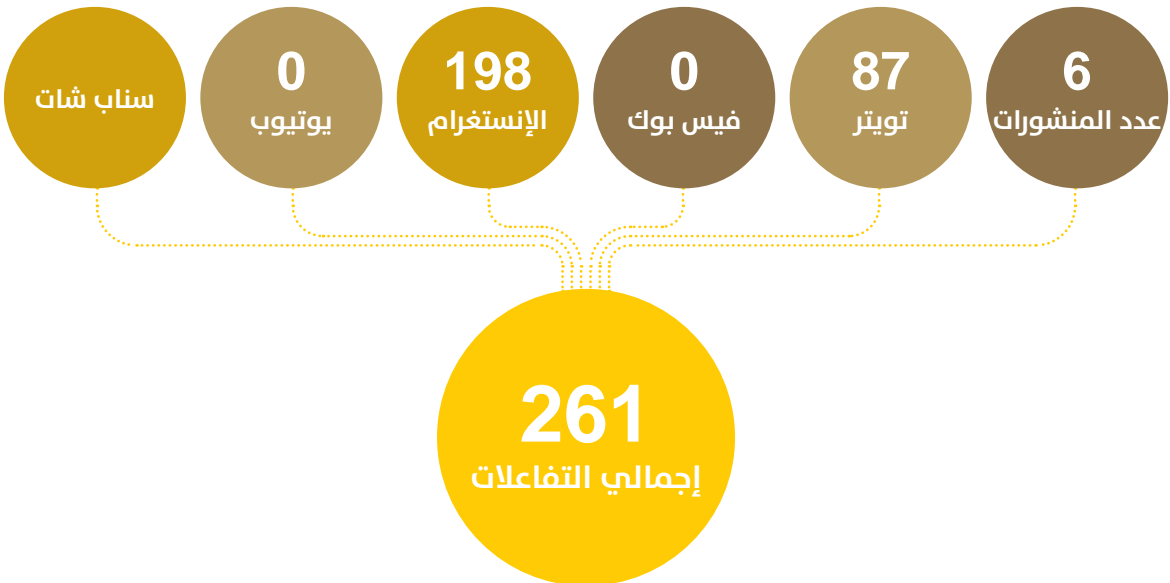 6
عدد المنشورات
87
تويتر
0
فيس بوك
198
الإنستغرام
0
يوتيوب
سناب شات
261
إجمالي التفاعلات